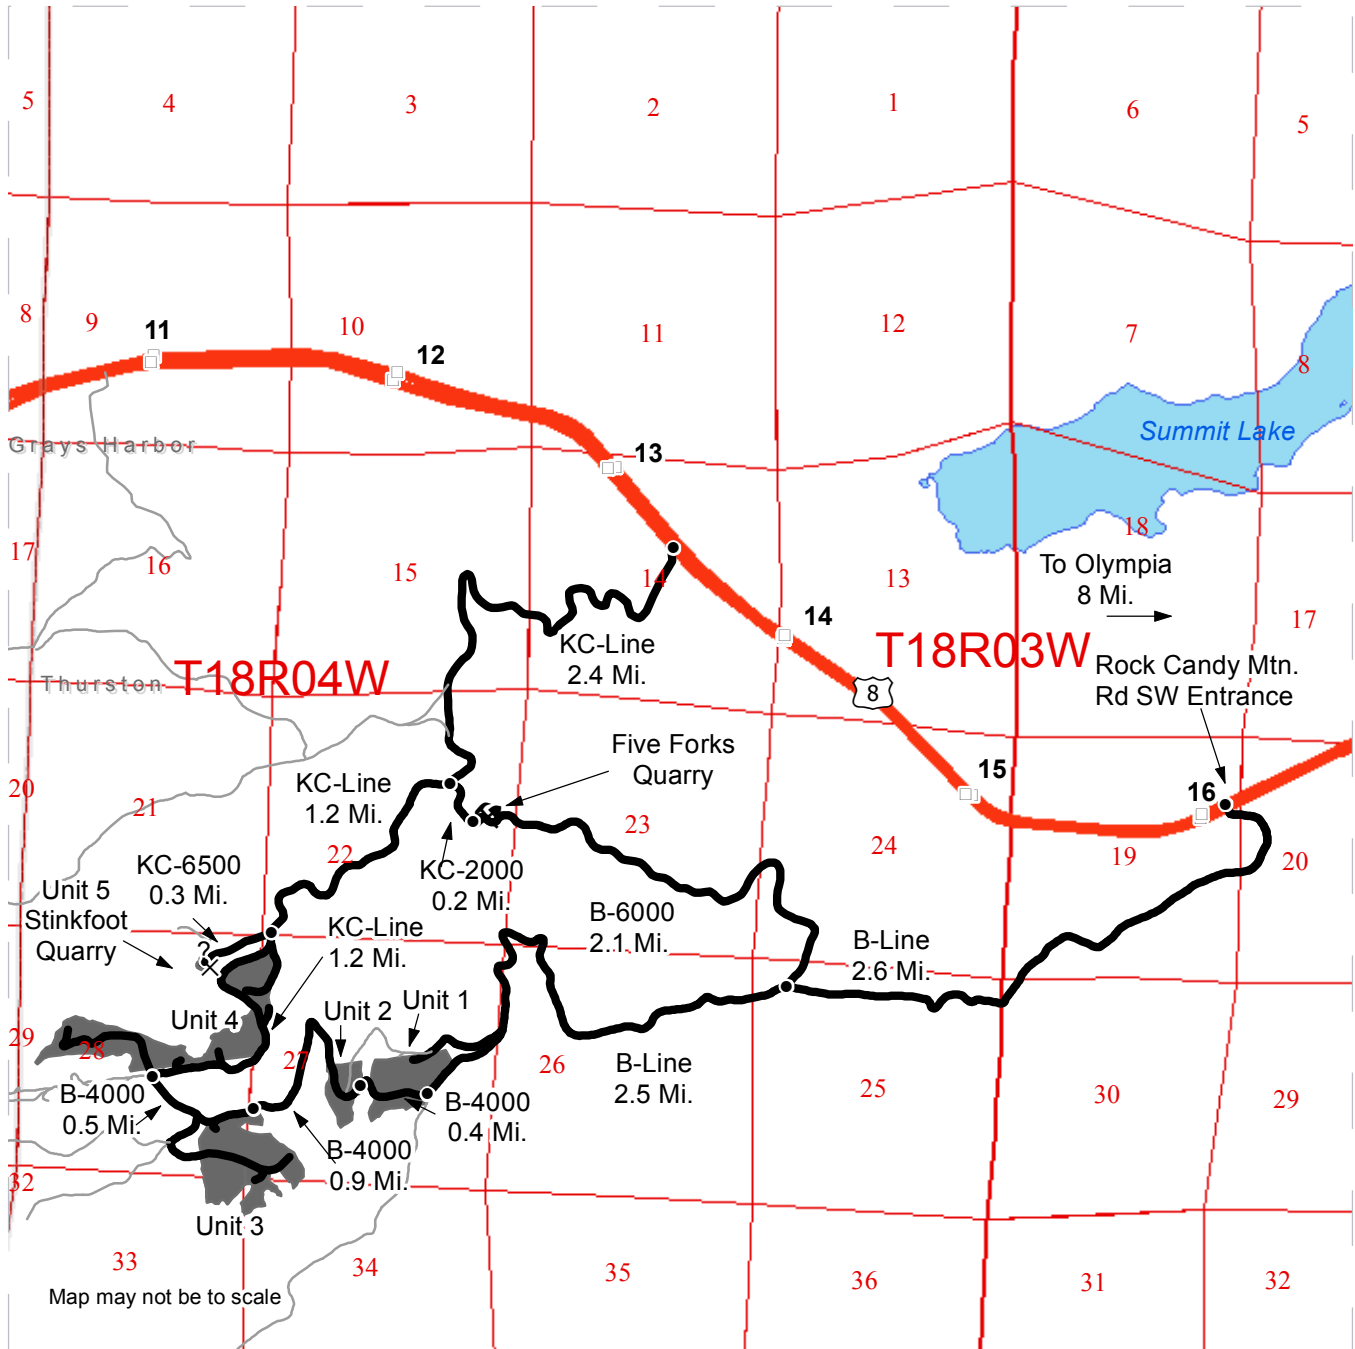 5
4
3
2
1
6
5
8
9
11
10
12
11
12
7
8
Summit Lake
Grays Harbor
13
17
16
15
14
13
18
To Olympia
8 Mi.
17
14
KC-Line
2.4 Mi.
T18R04W
Thurston
T18R03W
8
Rock Candy Mtn.
Rd SW Entrance
Five Forks
Quarry
15
16
20
21
KC-Line
1.2 Mi.
22
23
24
19
20
KC-6500
0.3 Mi.
KC-2000
0.2 Mi.
Unit 5
Stinkfoot
Quarry
?
KC-Line
1.2 Mi.
B-6000
2.1 Mi.
B-Line
2.6 Mi.
Unit 4
Unit 2
Unit 1
29
28
27
26
B-Line
2.5 Mi.
25
30
29
B-4000
0.5 Mi.
B-4000
0.4 Mi.
B-4000
0.9 Mi.
32
Unit 3
33
34
35
36
31
32
Map may not be to scale